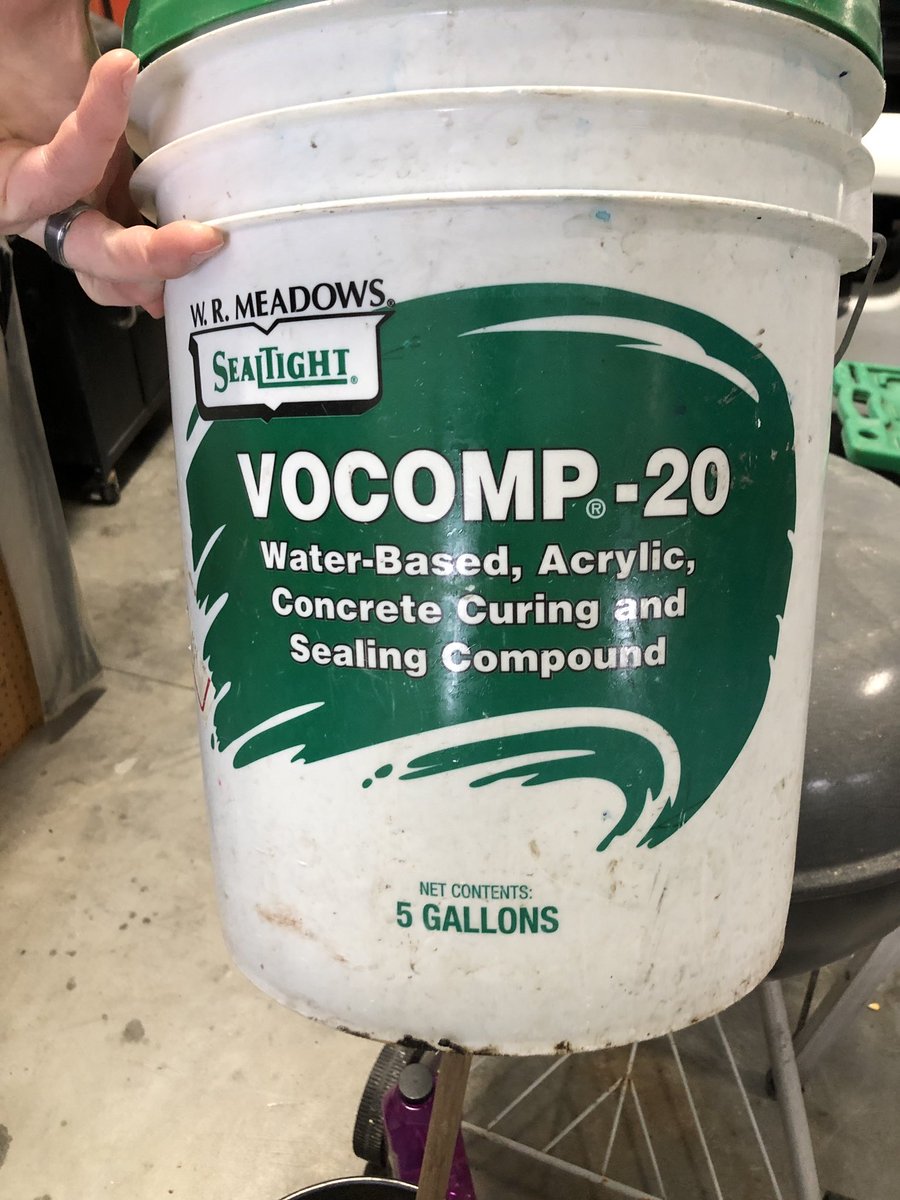 W. R. MEADOWS®
SEALTIGHT®
VOCOMP®-20
Water-Based, Acrylic,
Concrete Curing and
Sealing Compound
NET CONTENTS:
5 GALLONS